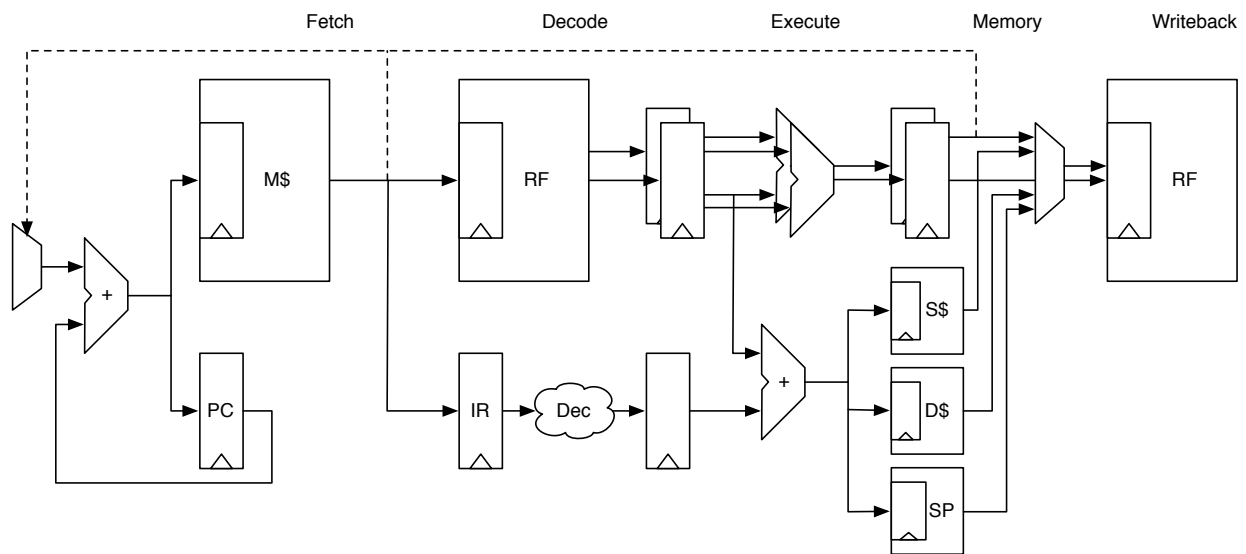 Fetch Decode Execute Memory Writeback
M$ RF RF
+
S$
PC IR Dec + D$
SP